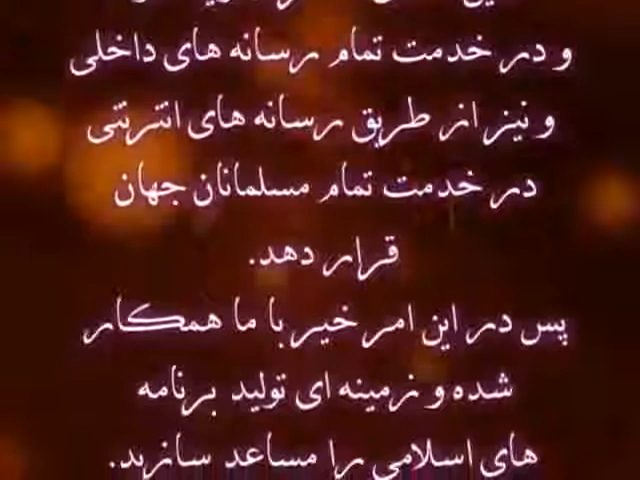 و در خدمت تمام رسانه های داخلی
و نیز از طریق رسانه های انترنتی
در خدمت تمام مسلمانان جهان
قرار دهد.
پس در این امر خیر با ما همکار
شده و زمینه ای تولید برنامه
های اسلامی را مساعد سازید.